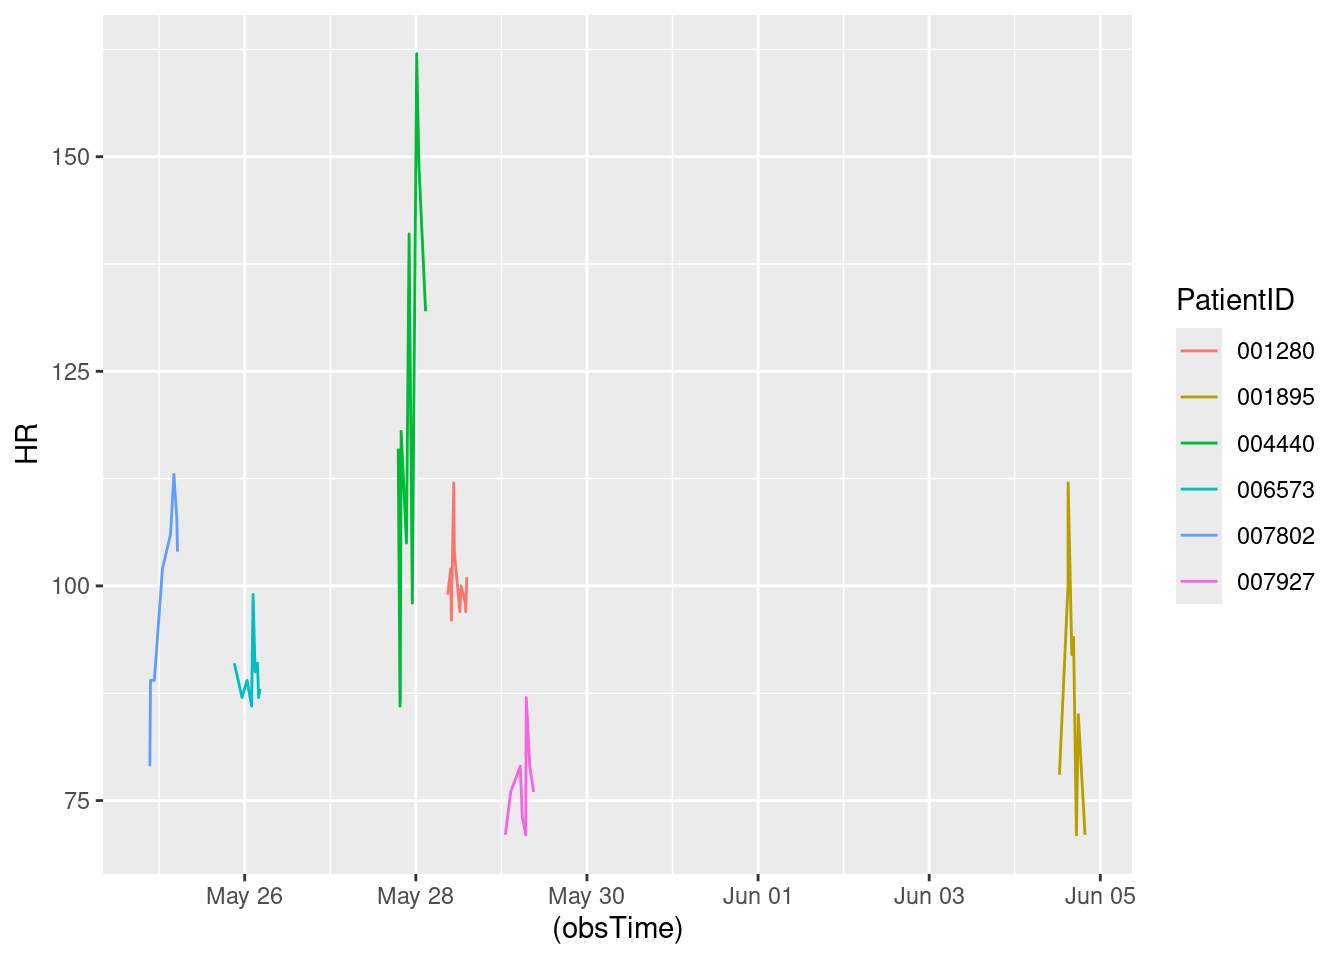 HR
150
125
100
75
May 26
May 28
May 30
Jun 01
Jun 03
Jun 05
(obsTime)
PatientID
001280
001895
004440
006573
007802
007927